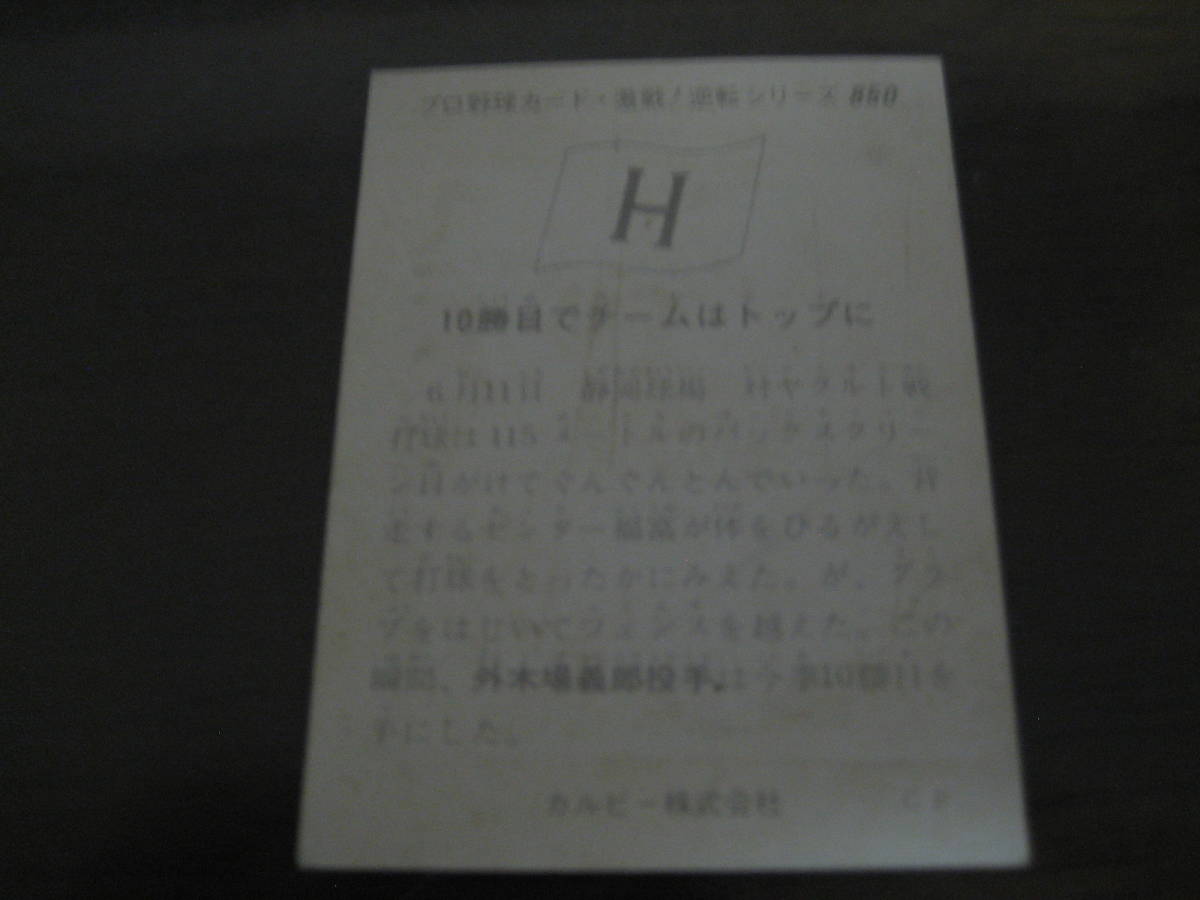 プロ野球カード・激戦!逆転シリーズ 860
H
10勝目でチームはトップに
6月11日 静岡球場 対ヤクルト戦
打球は115メートルのバックスクリー
ン目がけてぐんぐんとんでいった。背
走するセンター福富が体をひるがえし
て打球をとったかにみえた。が、グラ
ブをはじいてフェンスを越えた。この
瞬間、外木場義郎投手は今季10勝目を
手にした。
カルビー株式会社